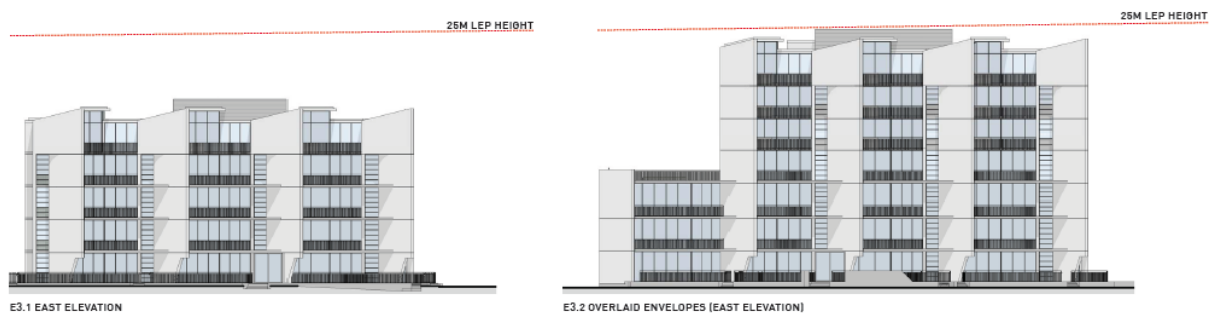 25M LEP HEIGHT
25M LEP HEIGHT
E3.1 EAST ELEVATION
E3.2 OVERLAID ENVELOPES (EAST ELEVATION)